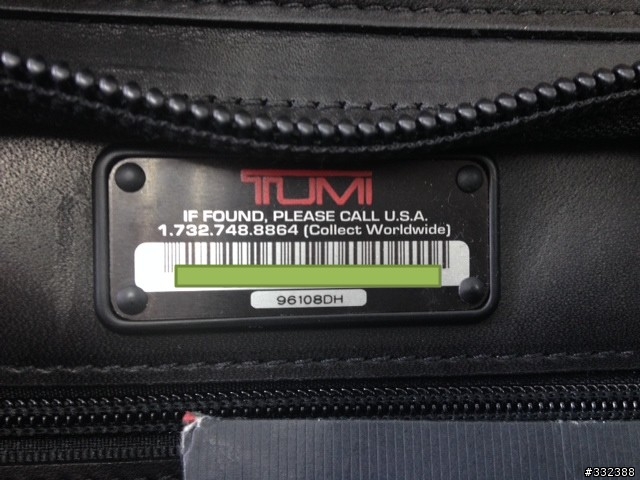 TUMI
IF FOUND, PLEASE CALL U.S.A.
1.732.748.8864 (Collect Worldwide)
96108DH
#332388